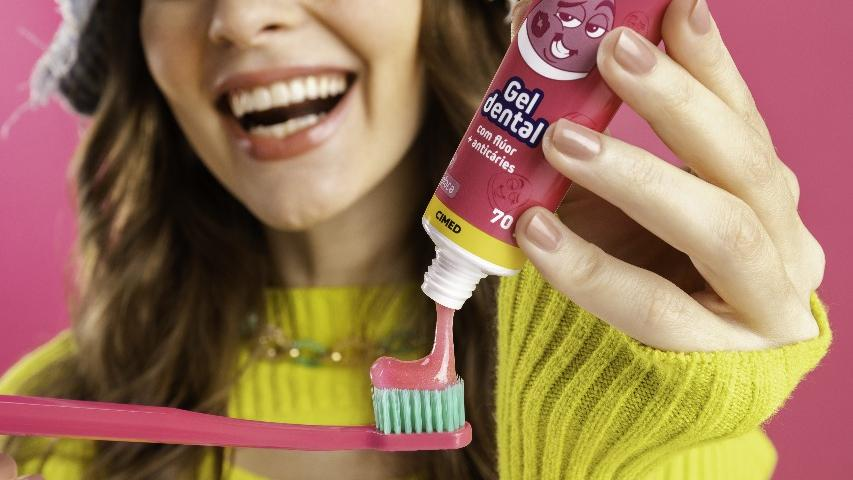 Gel
dental
com flúor
+ anticáries
70
CIMED